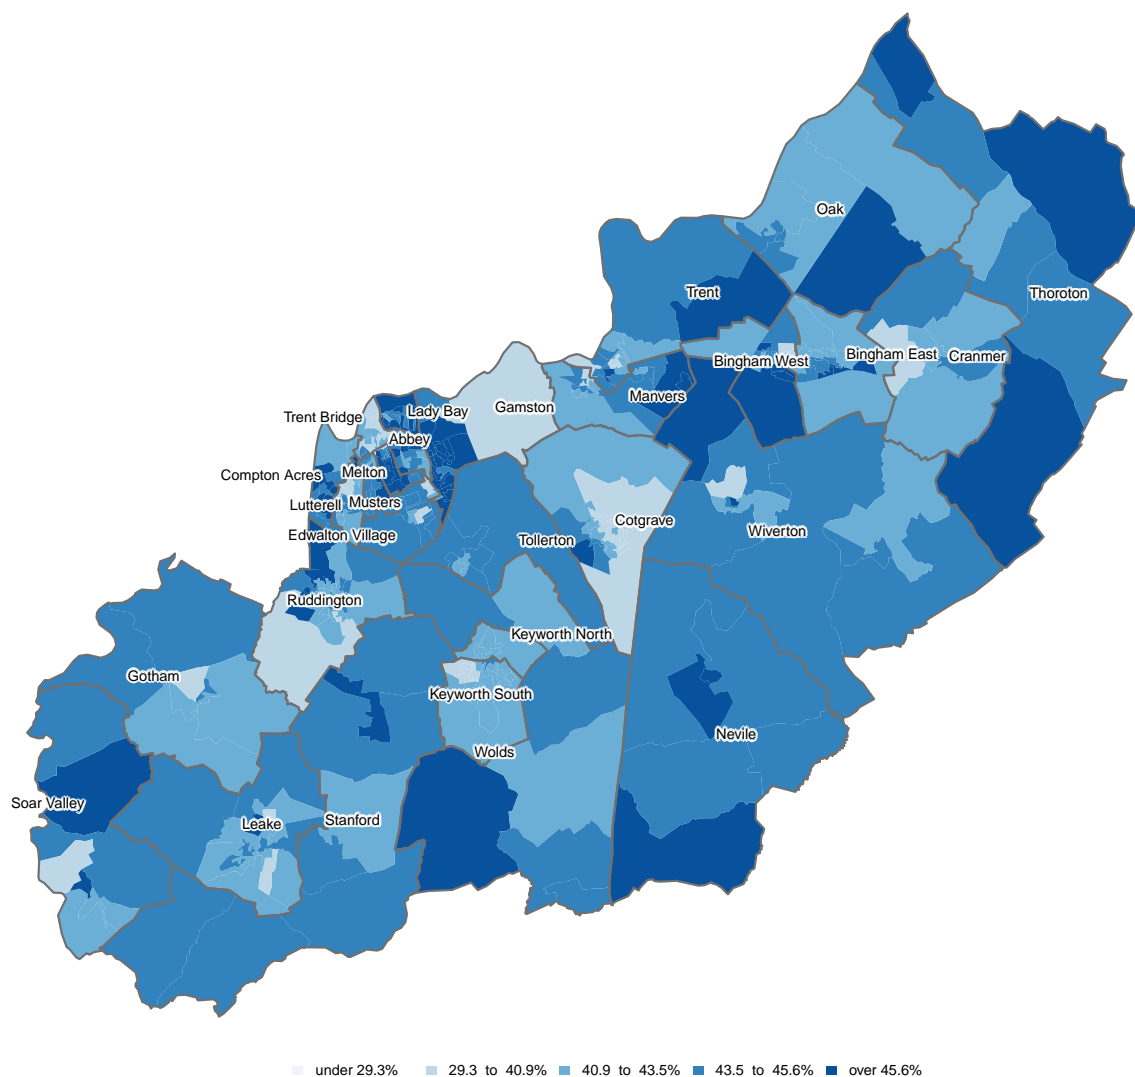 Oak
Trent
Thoroton
Bingham West
Bingham East
Cranmer
Manvers
Gamston
Lady Bay
Trent Bridge
Abbey
Compton Acres
Melton
Lutterell
Musters
Edwalton Village
Cotgrave
Tollerton
Wiverton
Ruddington
Keyworth North
Gotham
Keyworth South
Nevile
Wolds
Soar Valley
Leake
Stanford
under 29.3%
29.3 to 40.9%
40.9 to 43.5%
43.5 to 45.6%
over 45.6%